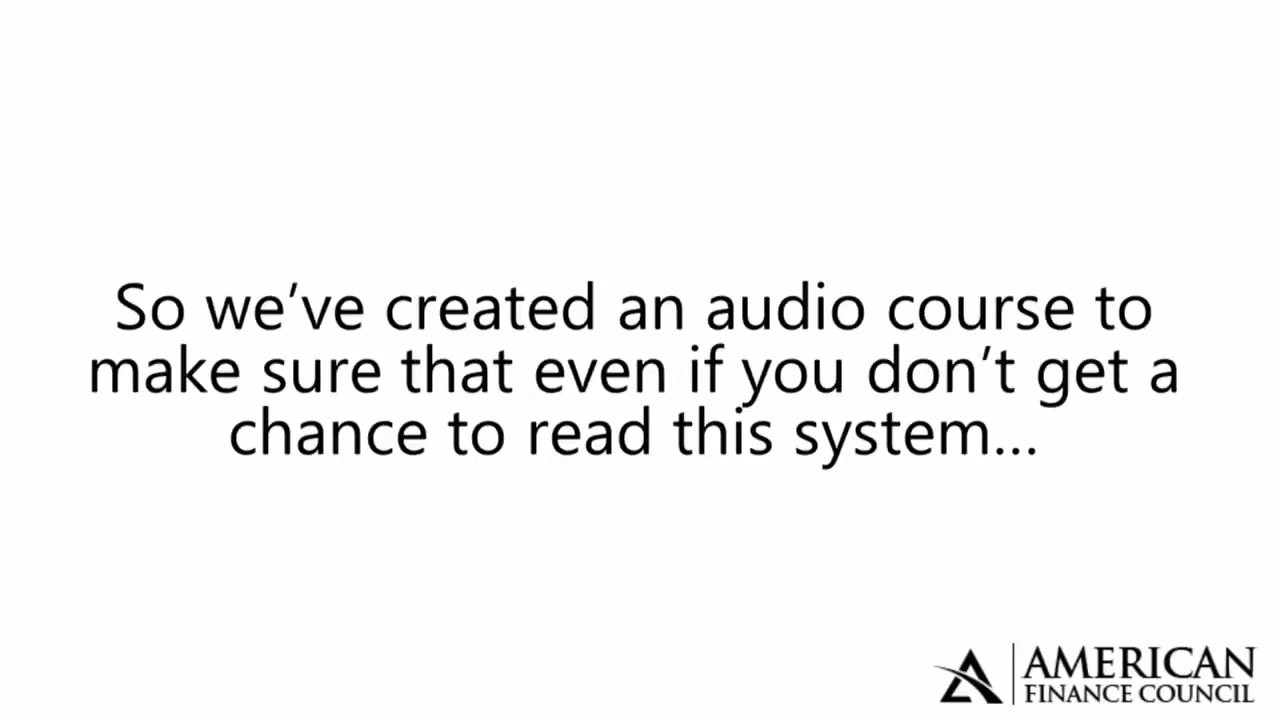 So we’ve created an audio course to
make sure that even if you don’t get a
chance to read this system…
AMERICAN
FINANCE COUNCIL